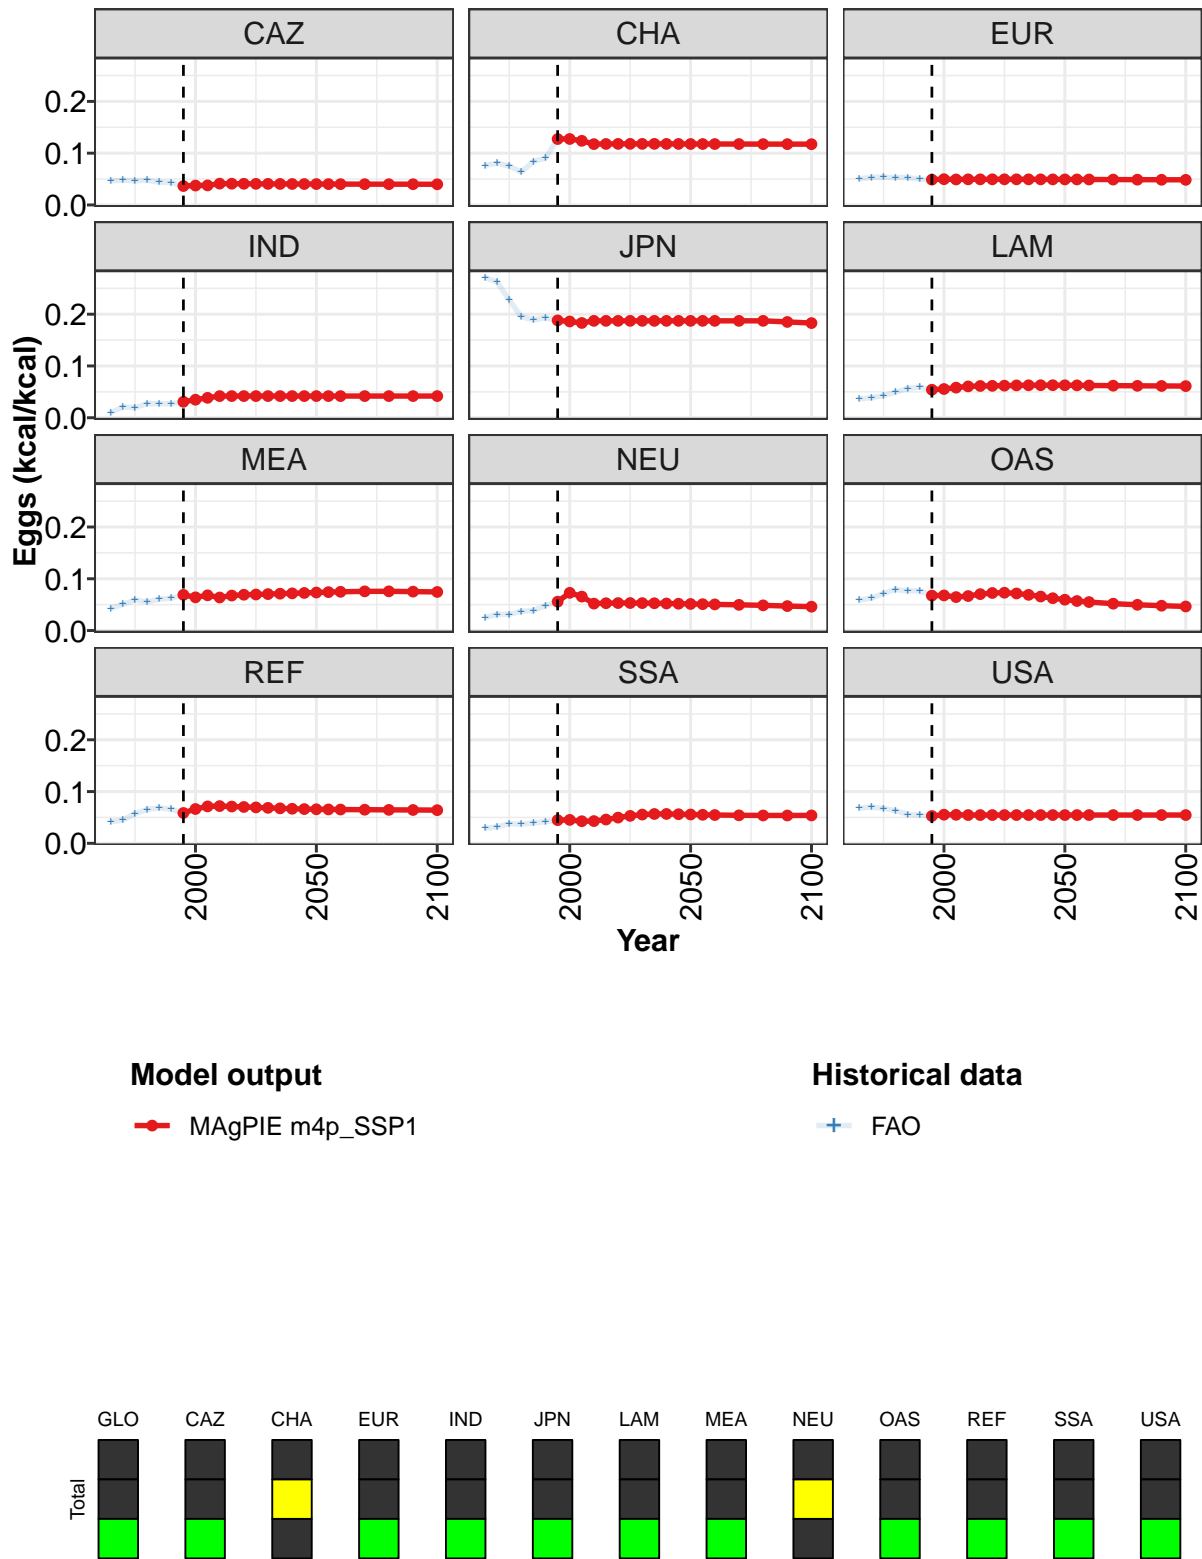 CAZ CHA EUR
0.2
0.1
0.0
IND JPN LAM
0.2
0.1
0.0
MEA NEU OAS
0.2
0.1
0.0
REF SSA USA
0.2
0.1
0.0
Eggs (kcal/kcal)
2000 2050 2100 2000 2050 2100 2000 2050 2100
Year
Model output Historical data
MAgPIE m4p_SSP1 FAO
GLO CAZ CHA EUR IND JPN LAM MEA NEU OAS REF SSA USA
Total